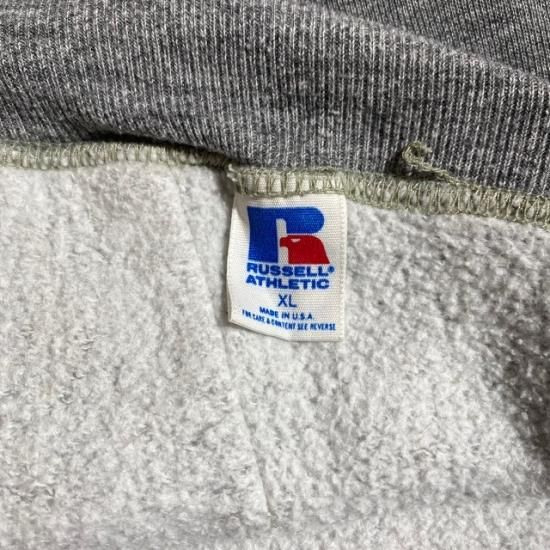 R
RUSSELL®
ATHLETIC
XL
MADE IN U.S.A.
FOR CARE & CONTENT SEE REVERSE